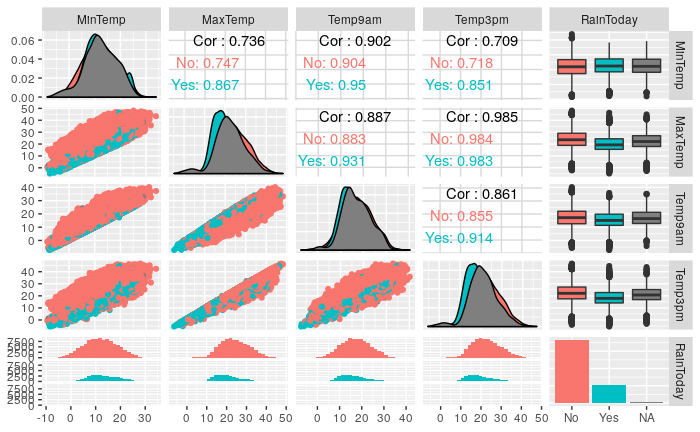 MinTemp MaxTemp Temp9am Temp3pm RainToday
0.06
0.04
0.02
0.00
Cor : 0.736
No: 0.747
Yes: 0.867
Cor : 0.902
No: 0.904
Yes: 0.95
Cor : 0.709
No: 0.718
Yes: 0.851
MinTemp
50
40
30
20
10
0
Cor : 0.887
No: 0.883
Yes: 0.931
Cor : 0.985
No: 0.984
Yes: 0.983
MaxTemp
40
30
20
10
0
Cor : 0.861
No: 0.855
Yes: 0.914
Temp9am
40
30
20
10
0
Temp3pm
7500
2500
7500
2500
0
RainToday
-10 0 10 20 30
0 10 20 30 40 50
0 10 20 30 40
0 10 20 30 40 50
No Yes NA